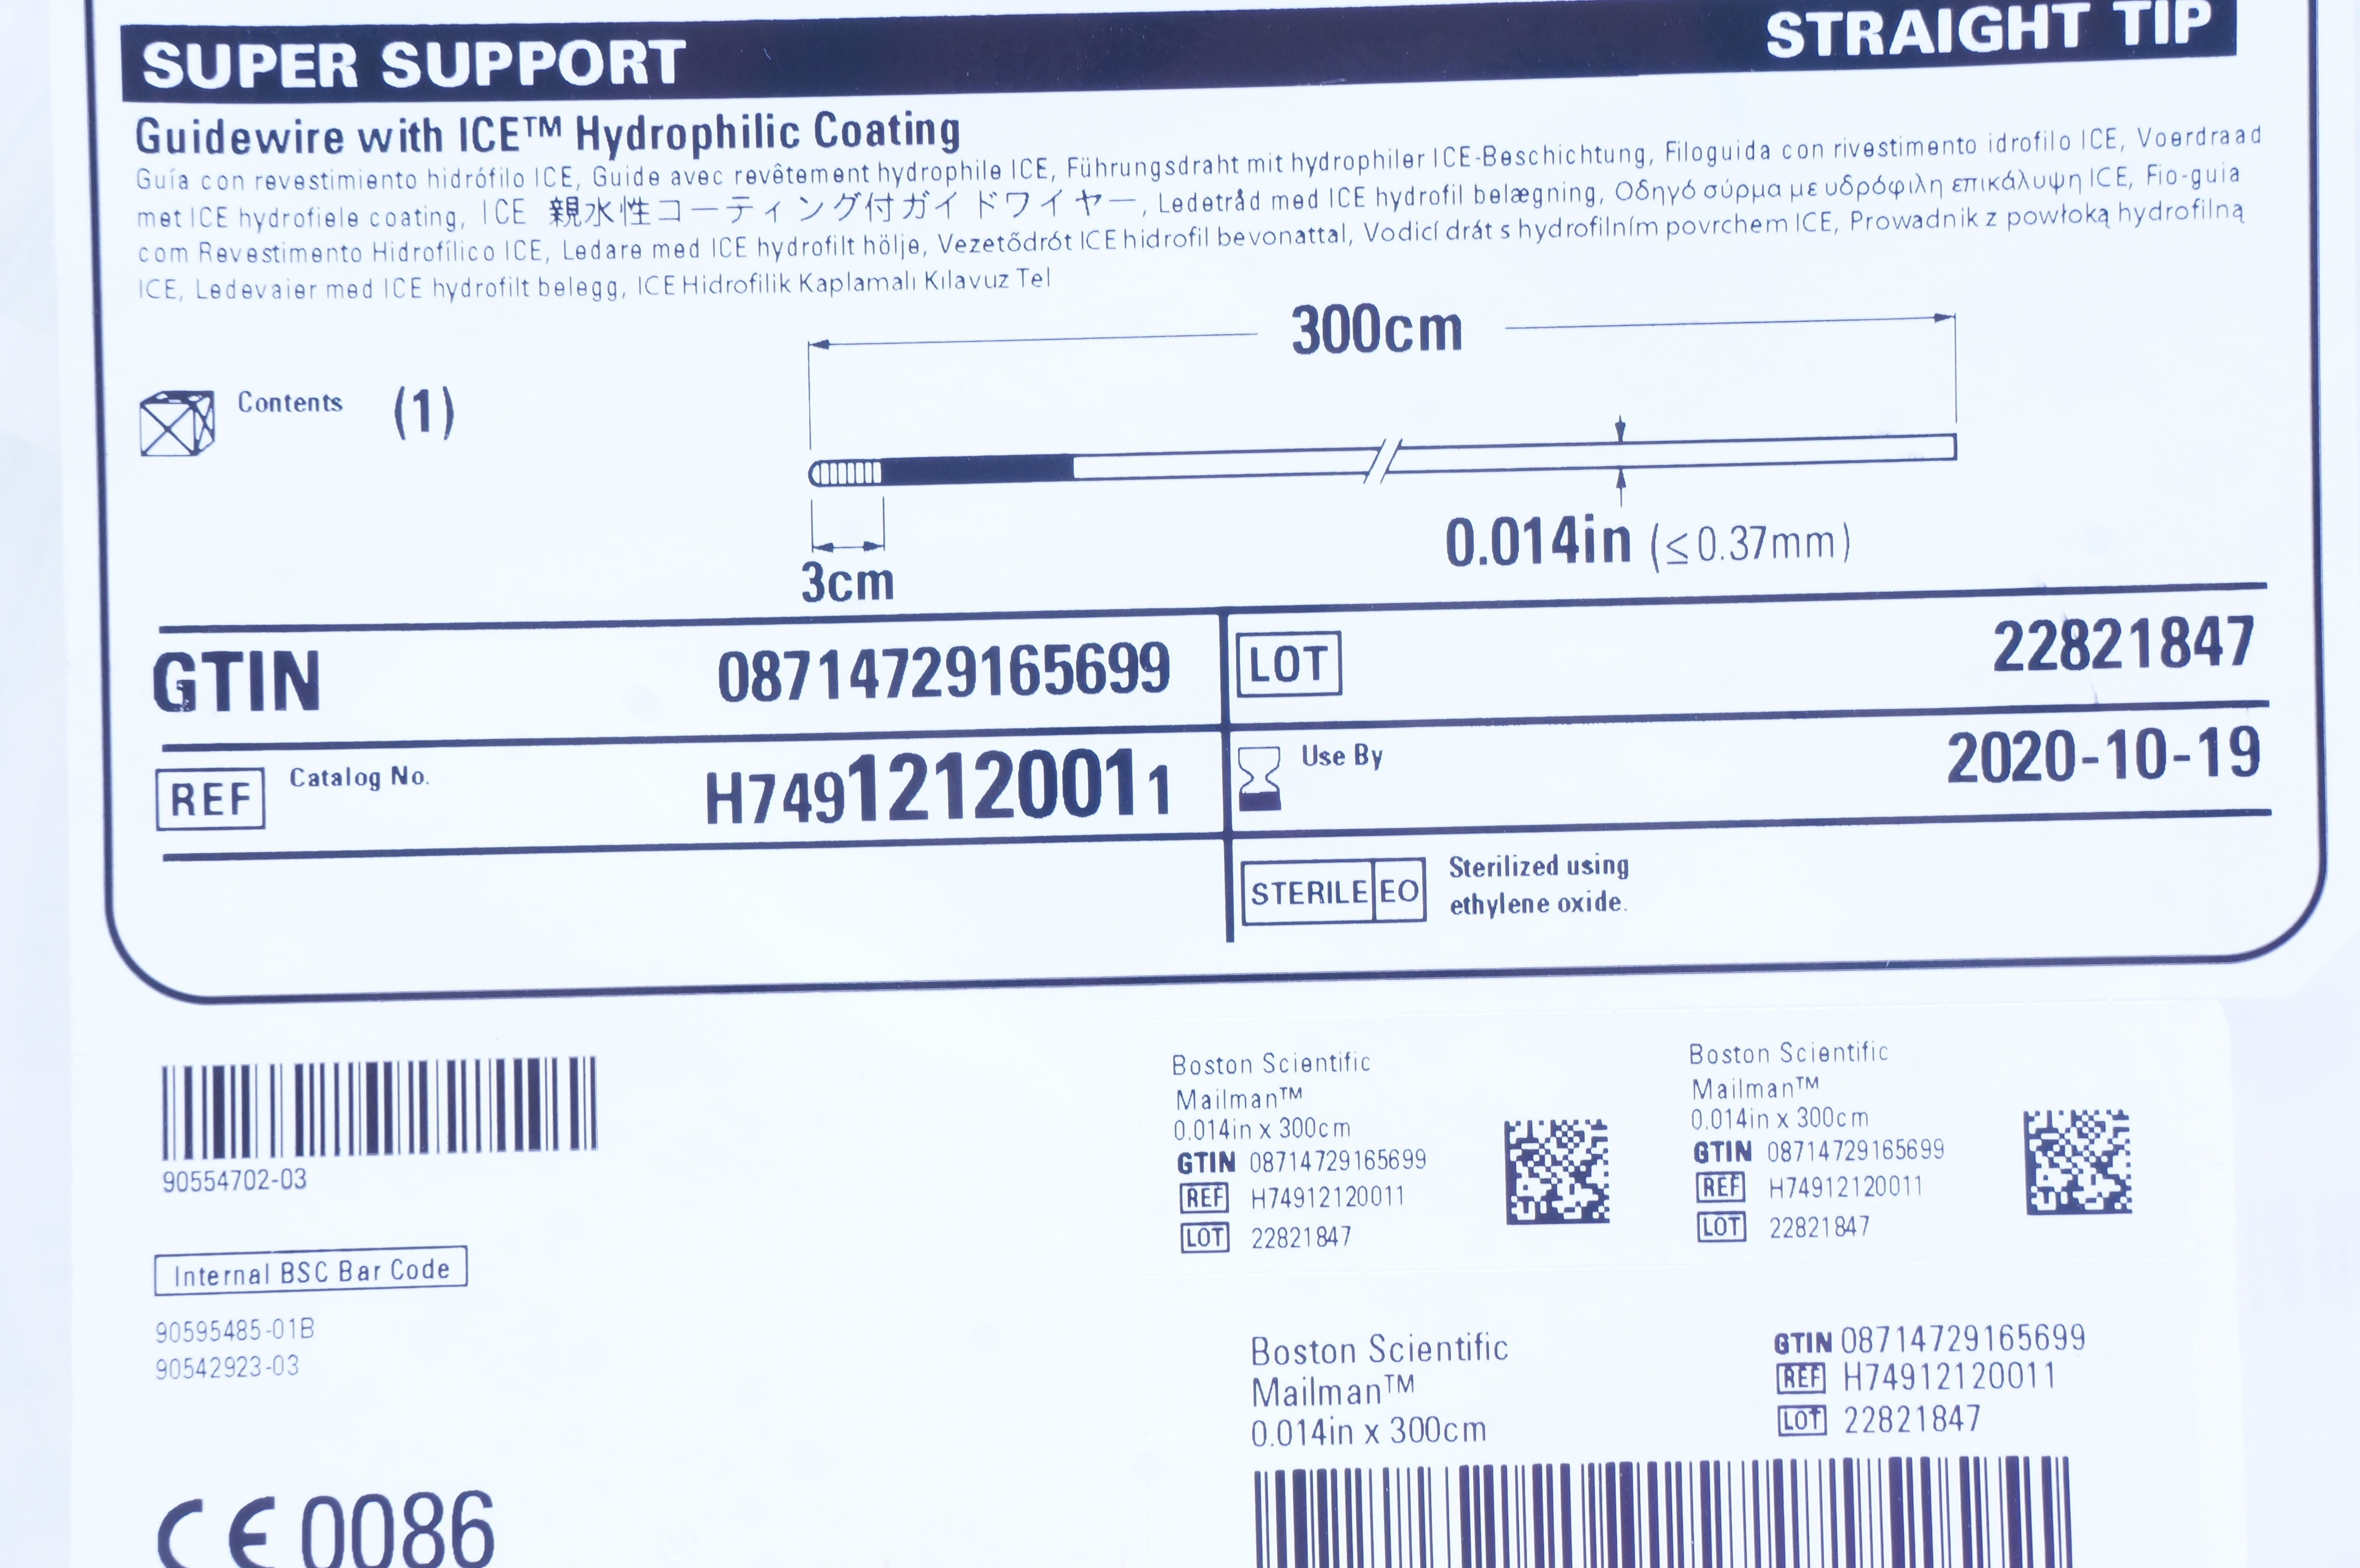 SUPER SUPPORT
STRAIGHT TIP
Guidewire with ICE™ Hydrophilic Coating
Guía con revestimiento hidrófilo ICE, Guide avec revêtement hydrophile ICE, Führungsdraht mit hydrophiler ICE-Beschichtung, Filoguida con rivestimento idrofilo ICE, Voerdraad
met ICE hydrofiele coating, ICE 親水性コーティング付ガイドワイヤー, Ledetråd med ICE hydrofil belægning, Οδηγό σύρμα με υδρόφιλη επικάλυψη ICE, Fio-guia
com Revestimento Hidrofílico ICE, Ledare med ICE hydrofilt hölje, Vezetődrót ICE hidrofil bevonattal, Vodicí drát s hydrofilním povrchem ICE, Prowadnik z powłoką hydrofilną
ICE, Ledevaier med ICE hydrofilt belegg, ICE Hidrofilik Kaplamalı Kılavuz Tel
300cm
Contents (1)
0.014in (≤0.37mm)
3cm
GTIN 08714729165699
LOT 22821847
REF Catalog No. H74912120011
Use By 2020-10-19
STERILE EO
Sterilized using
ethylene oxide.
90554702-03
Internal BSC Bar Code
90595485-01B
90542923-03
CE 0086
Boston Scientific
Mailman™
0.014in x 300cm
GTIN 08714729165699
REF H74912120011
LOT 22821847
Boston Scientific
Mailman™
0.014in x 300cm
GTIN 08714729165699
REF H74912120011
LOT 22821847
Boston Scientific
Mailman™
0.014in x 300cm
GTIN 08714729165699
REF H74912120011
LOT 22821847